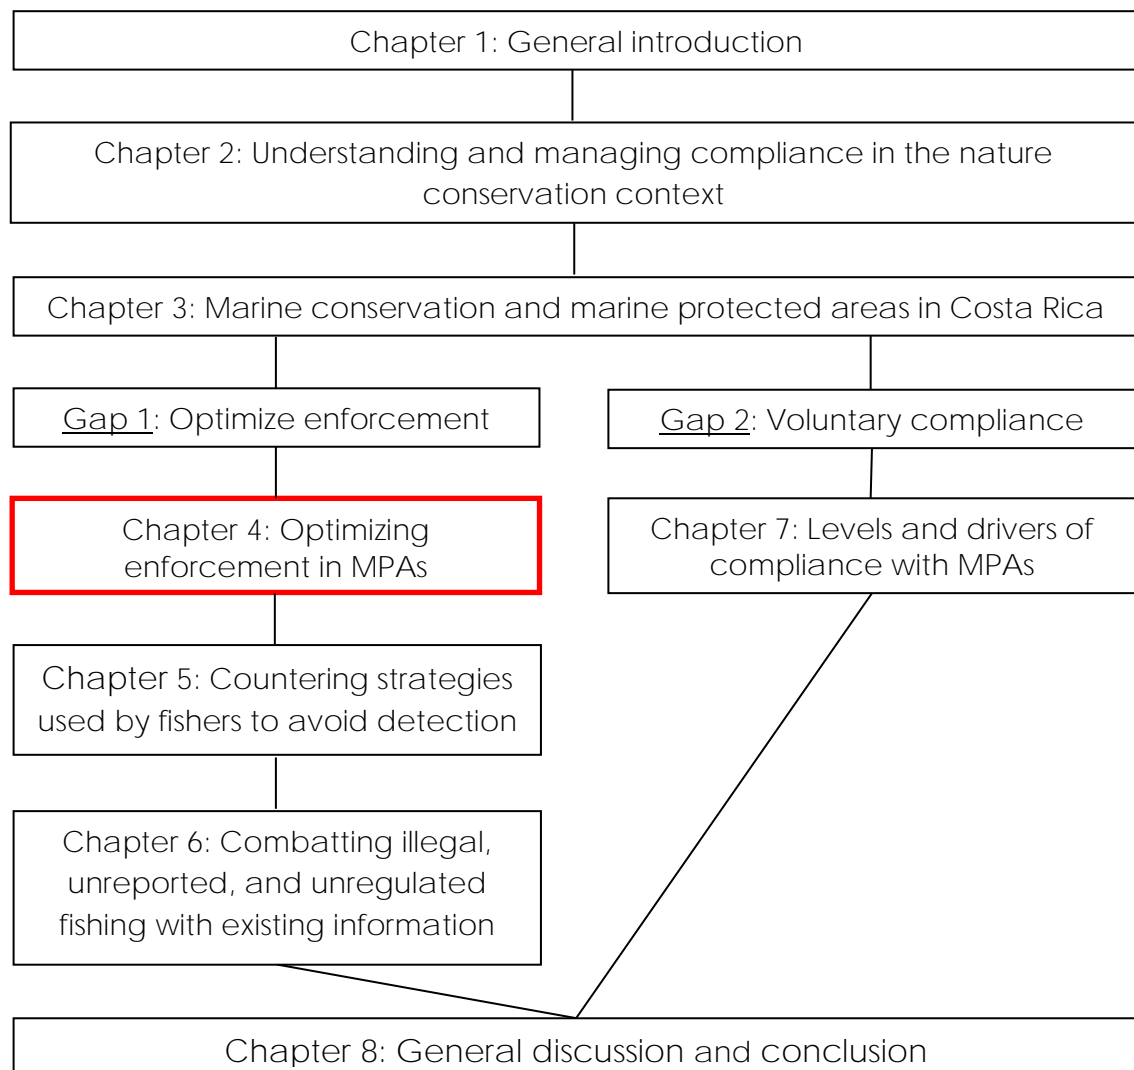 Chapter 1: General introduction
Chapter 2: Understanding and managing compliance in the nature
conservation context
Chapter 3: Marine conservation and marine protected areas in Costa Rica
Gap 1: Optimize enforcement
Gap 2: Voluntary compliance
Chapter 4: Optimizing
enforcement in MPAs
Chapter 7: Levels and drivers of
compliance with MPAs
Chapter 5: Countering strategies
used by fishers to avoid detection
Chapter 6: Combatting illegal,
unreported, and unregulated
fishing with existing information
Chapter 8: General discussion and conclusion